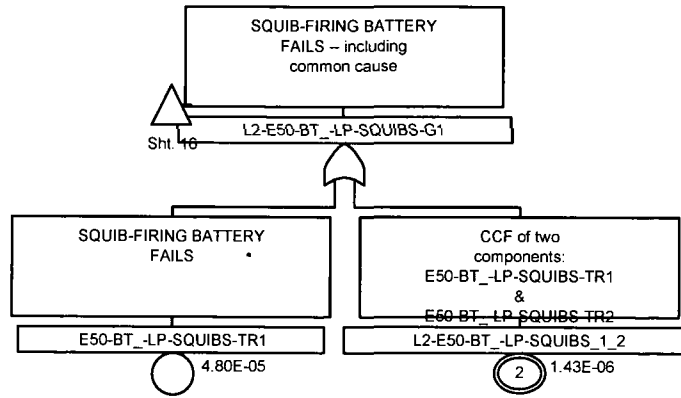 SQUIB-FIRING BATTERY
FAILS -- including
common cause
L2-E50-BT_-LP-SQUIBS-G1
Sht. 16
SQUIB-FIRING BATTERY
FAILS
CCF of two
components:
E50-BT_-LP-SQUIBS-TR1
&
E50-BT_-LP-SQUIBS-TR2
E50-BT_-LP-SQUIBS-TR1
L2-E50-BT_-LP-SQUIBS_1_2
4.80E-05
2
1.43E-06